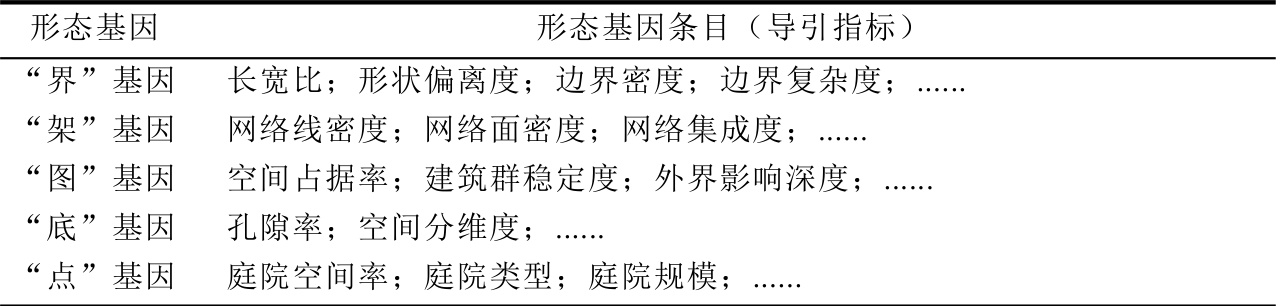 形态基因 形态基因条目（导引指标）
“界”基因 长宽比；形状偏离度；边界密度；边界复杂度；......
“架”基因 网络线密度；网络面密度；网络集成度；......
“图”基因 空间占据率；建筑群稳定度；外界影响深度；......
“底”基因 孔隙率；空间分维度；......
“点”基因 庭院空间率；庭院类型；庭院规模；......